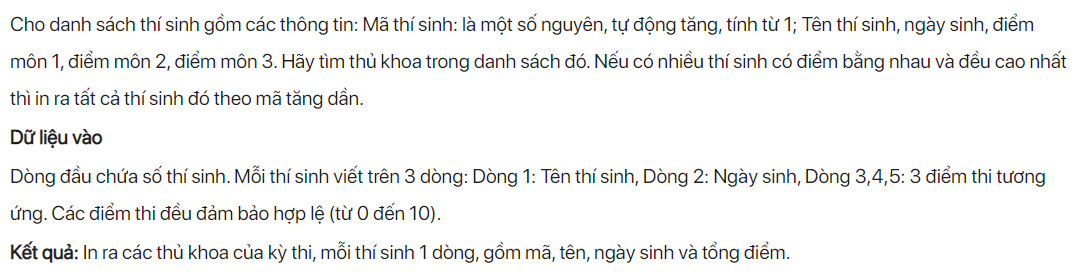 Cho danh sách thí sinh gồm các thông tin: Mã thí sinh: là một số nguyên, tự động tăng, tính từ 1; Tên thí sinh, ngày sinh, điểm
môn 1, điểm môn 2, điểm môn 3. Hãy tìm thủ khoa trong danh sách đó. Nếu có nhiều thí sinh có điểm bằng nhau và đều cao nhất
thì in ra tất cả thí sinh đó theo mã tăng dần.
Dữ liệu vào
Dòng đầu chứa số thí sinh. Mỗi thí sinh viết trên 3 dòng: Dòng 1: Tên thí sinh, Dòng 2: Ngày sinh, Dòng 3,4,5: 3 điểm thi tương
ứng. Các điểm thi đều đảm bảo hợp lệ (từ 0 đến 10).
Kết quả: In ra các thủ khoa của kỳ thi, mỗi thí sinh 1 dòng, gồm mã, tên, ngày sinh và tổng điểm.